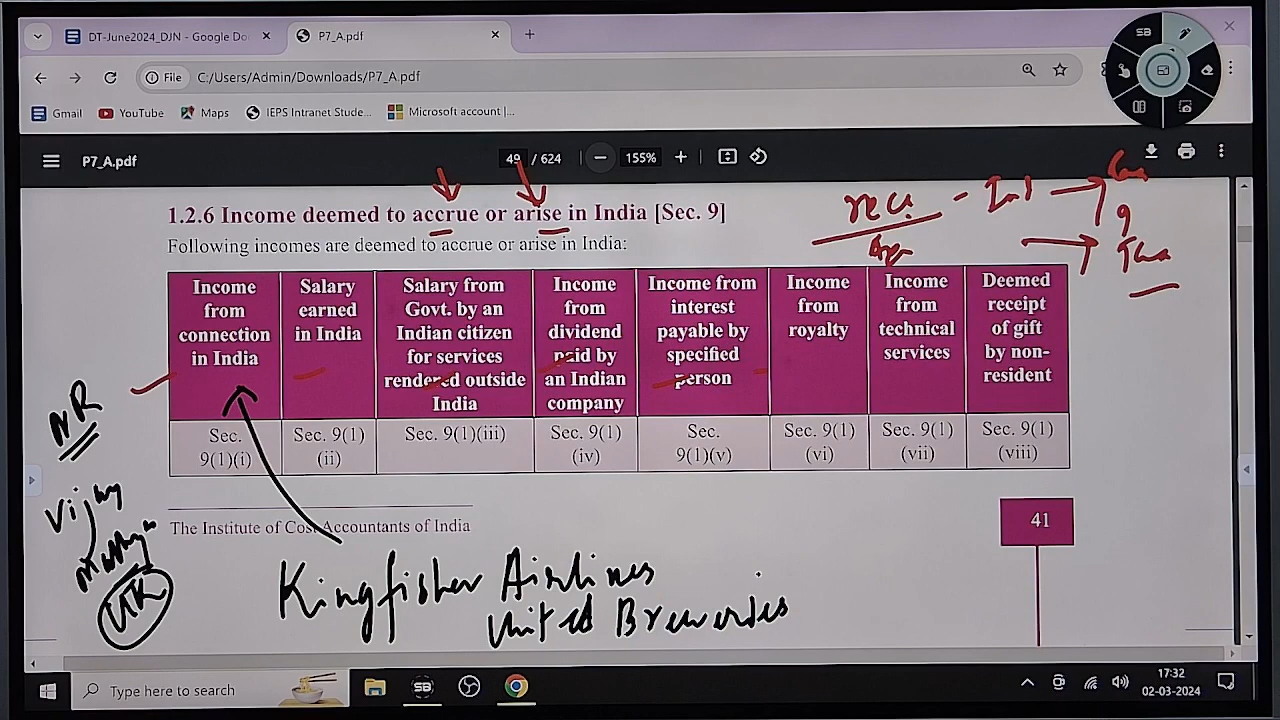 DT-June2024_DJN - Google Do
P7_A.pdf
File
C:/Users/Admin/Downloads/P7_A.pdf
SB
Gmail
YouTube
Maps
IEPS Intranet Stude...
Microsoft account |...
P7_A.pdf
49 / 624
155%
1.2.6 Income deemed to accrue or arise in India [Sec. 9]
Following incomes are deemed to accrue or arise in India:
Income from connection in India
Salary earned in India
Salary from Govt. by an Indian citizen for services rendered outside India
Income from dividend paid by an Indian company
Income from interest payable by specified person
Income from royalty
Income from technical services
Deemed receipt of gift by non-resident
Sec. 9(1)(i)
Sec. 9(1)(ii)
Sec. 9(1)(iii)
Sec. 9(1)(iv)
Sec. 9(1)(v)
Sec. 9(1)(vi)
Sec. 9(1)(vii)
Sec. 9(1)(viii)
NR
Vijay
UK
The Institute of Cost Accountants of India
41
Kingfisher Airlines
United Breweries
Type here to search
SB
17:32
02-03-2024